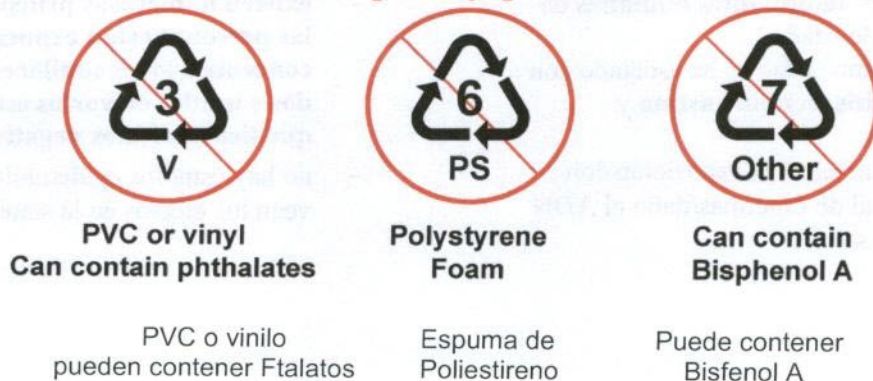 3
V
6
PS
7
Other
PVC or vinyl
Can contain phthalates
Polystyrene
Foam
Can contain
Bisphenol A
PVC o vinilo
pueden contener Ftalatos
Espuma de
Poliestireno
Puede contener
Bisfenol A